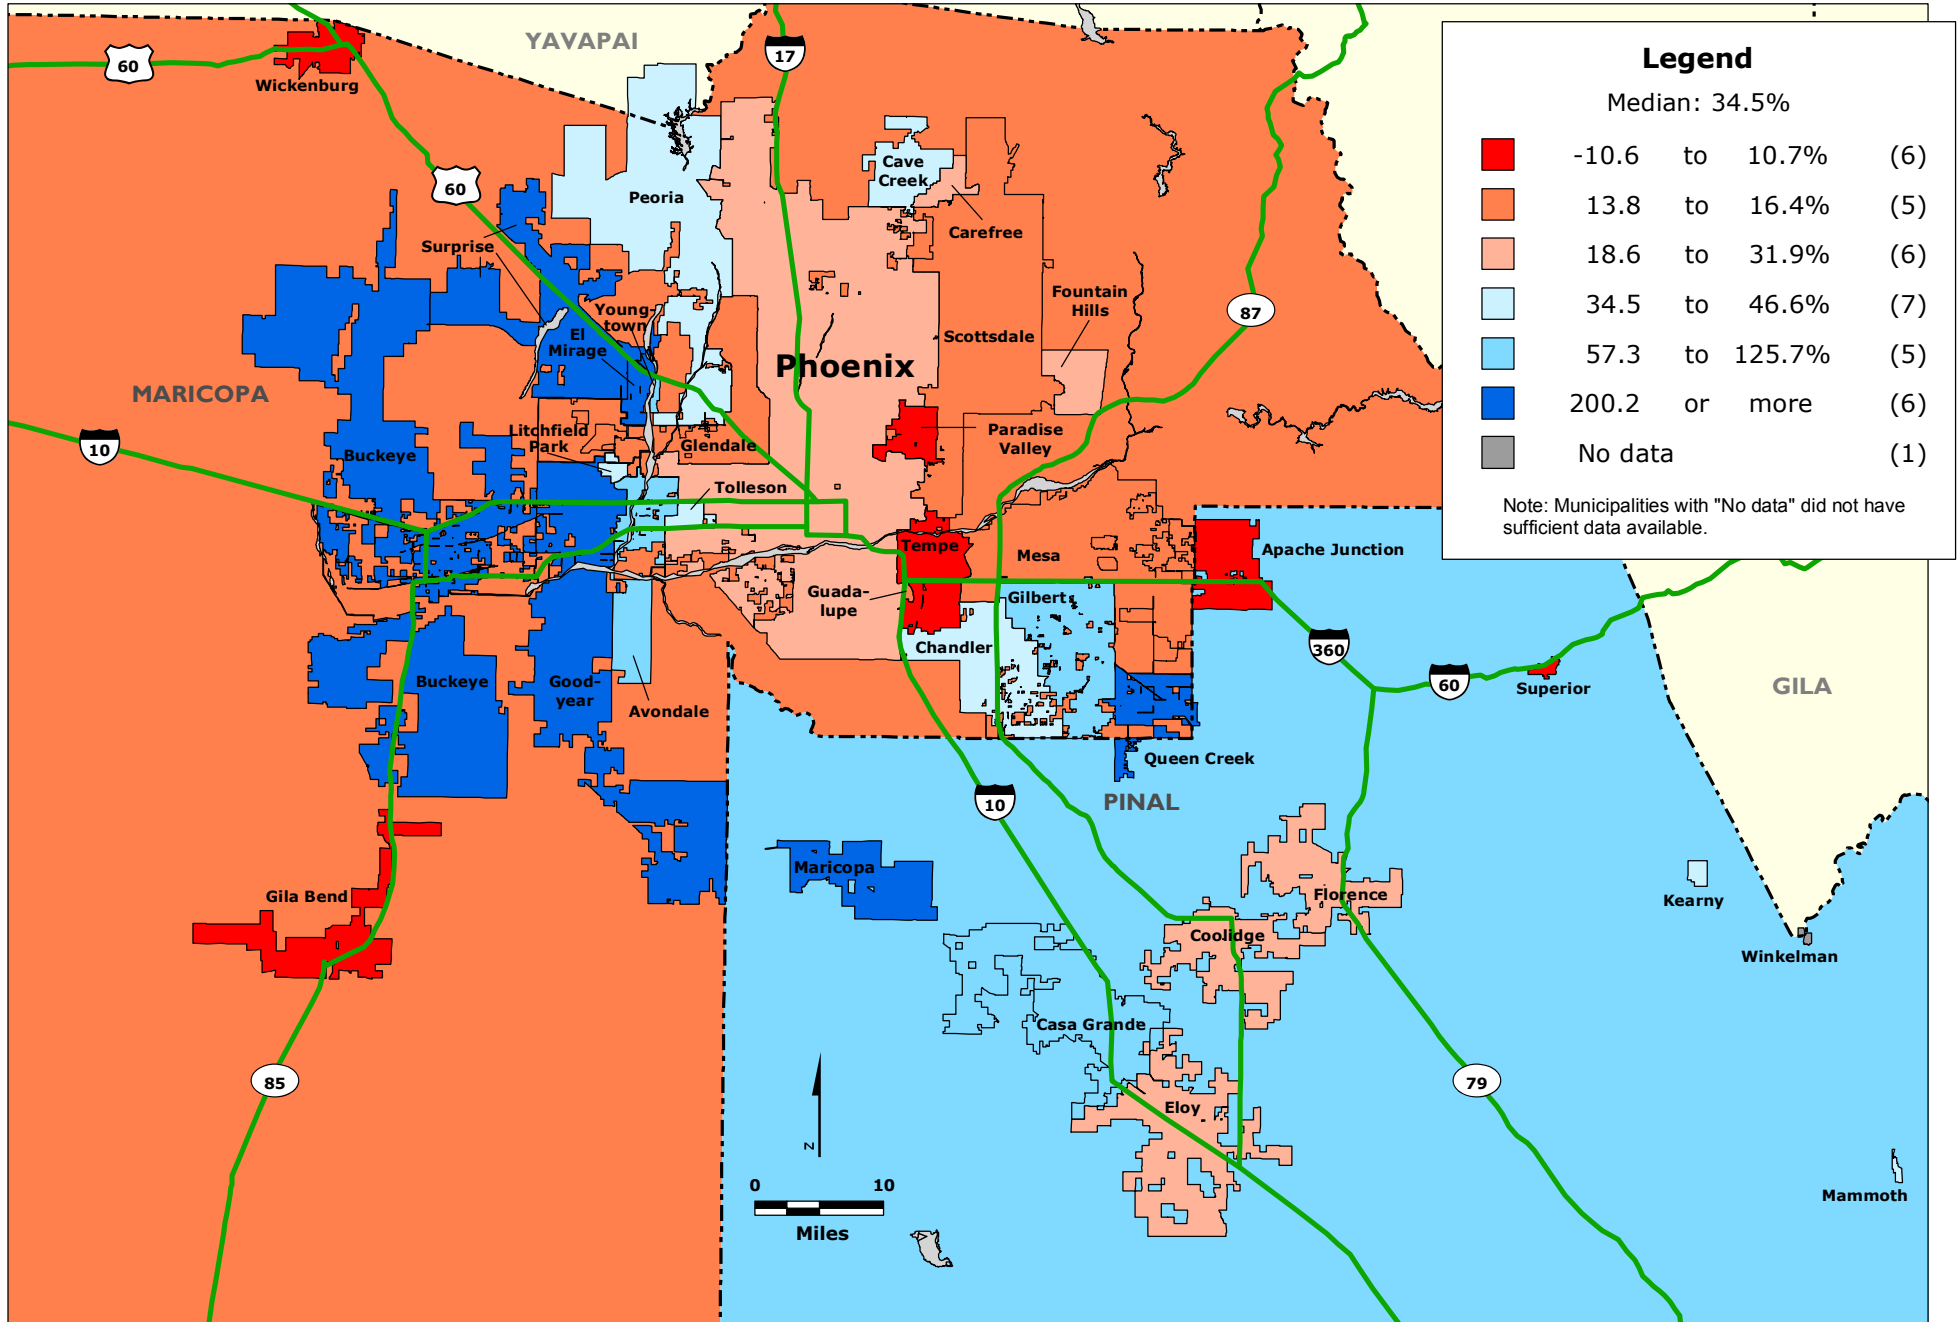 YAVAPAI
60
17
Wickenburg
Legend
Median: 34.5%
-10.6 to 10.7% (6)
13.8 to 16.4% (5)
18.6 to 31.9% (6)
34.5 to 46.6% (7)
57.3 to 125.7% (5)
200.2 or more (6)
No data (1)
Note: Municipalities with "No data" did not have
sufficient data available.
Cave
Creek
60
Peoria
Carefree
Surprise
Fountain
Hills
87
Young-
town
El
Mirage
Scottsdale
Phoenix
MARICOPA
Litchfield
Park
Glendale
Paradise
Valley
10
Buckeye
Tolleson
Tempe
Mesa
Apache Junction
Guada-
lupe
Gilbert
Chandler
360
60
Superior
GILA
Buckeye
Good-
year
Avondale
Queen Creek
10
PINAL
Maricopa
Gila Bend
Florence
Kearny
Coolidge
Winkelman
Casa Grande
85
79
Eloy
N
0 10
Miles
Mammoth